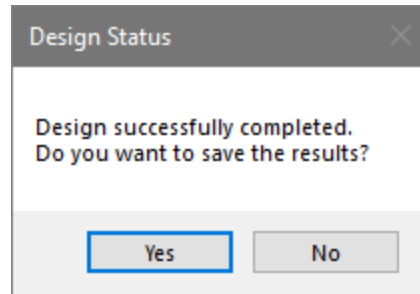 Design Status
Design successfully completed.
Do you want to save the results?
Yes
No